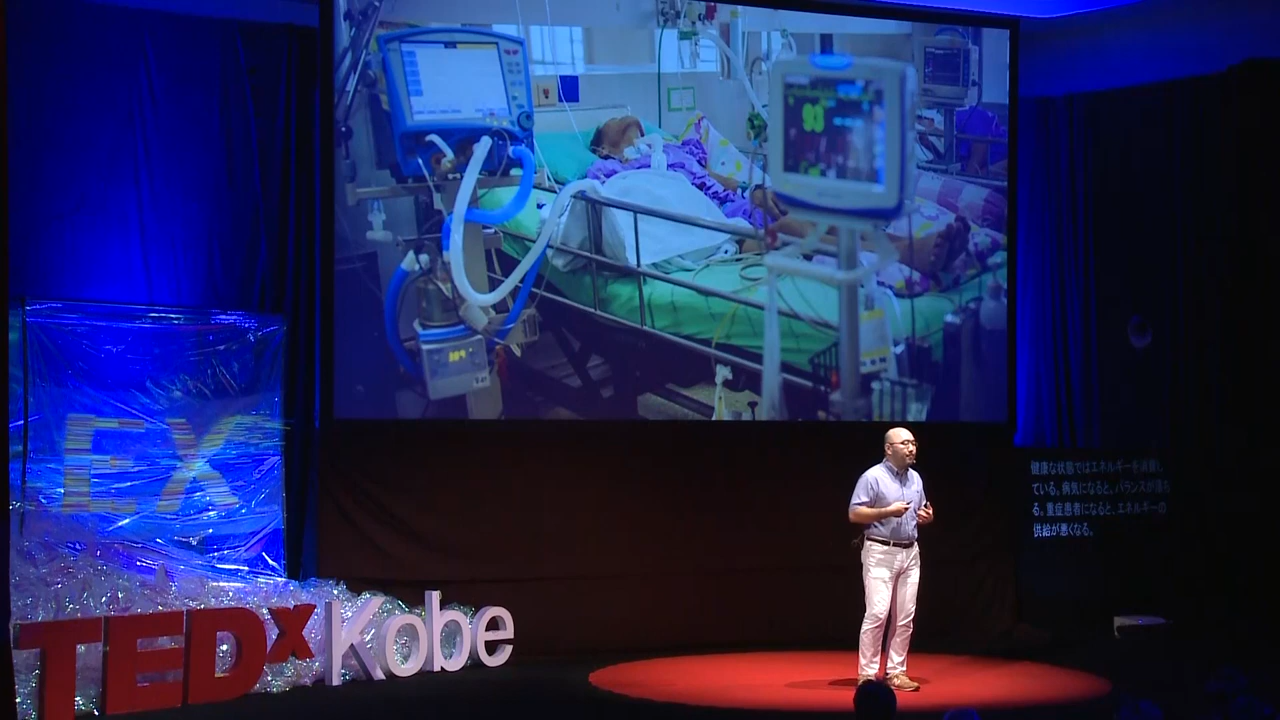 93
EX
TEDxKobe
健康な状態ではエネルギーを消費し
ている。病気になると、バランスが崩れ
る。重症患者になると、エネルギーの
供給が悪くなる。